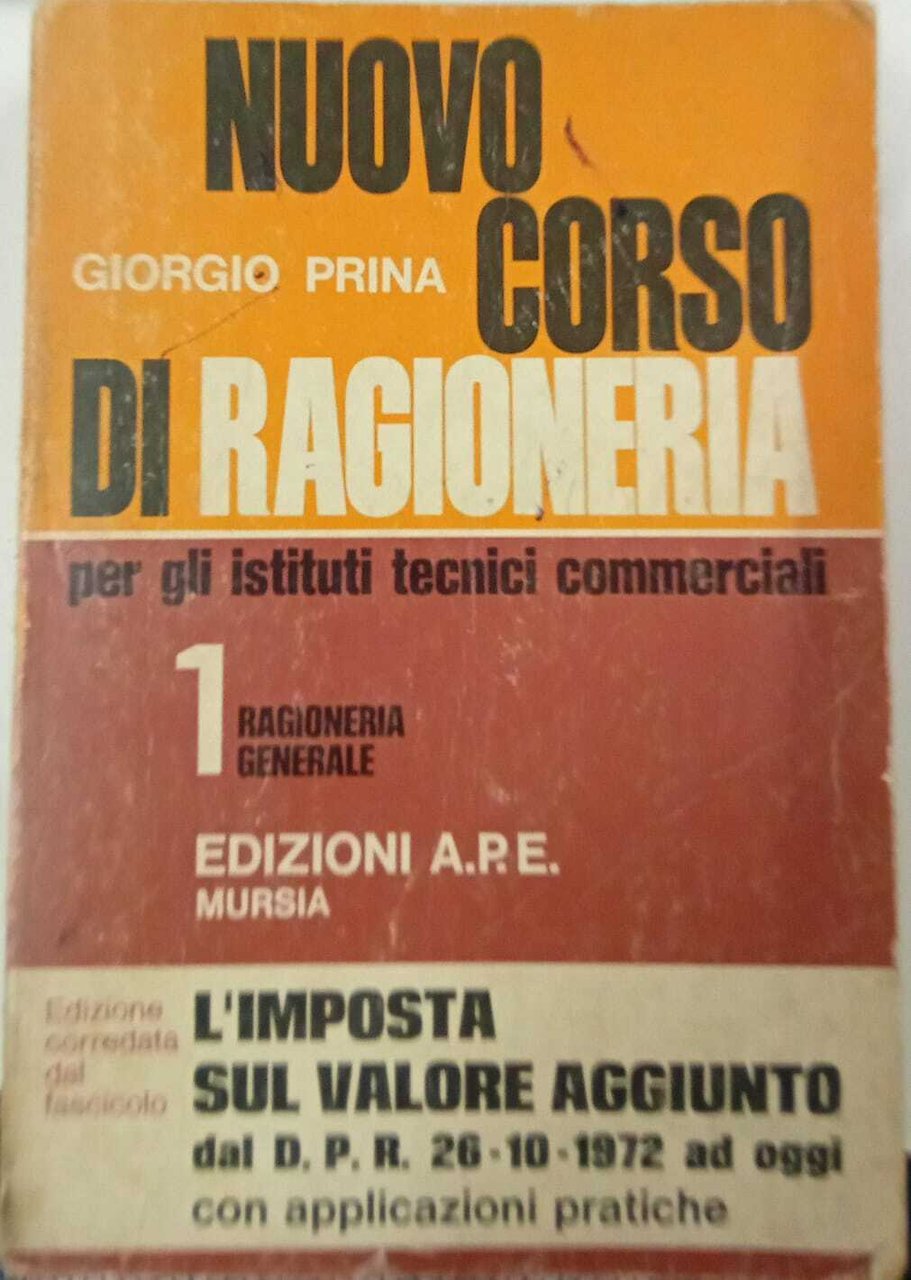 NUOVO
CORSO
GIORGIO PRINA
DI RAGIONERIA
per gli istituti tecnici commerciali
1 RAGIONERIA
GENERALE
EDIZIONI A.P.E.
MURSIA
Edizione
corredata
dal
fascicolo
L'IMPOSTA
SUL VALORE AGGIUNTO
dal D. P. R. 26-10-1972 ad oggi
con applicazioni pratiche